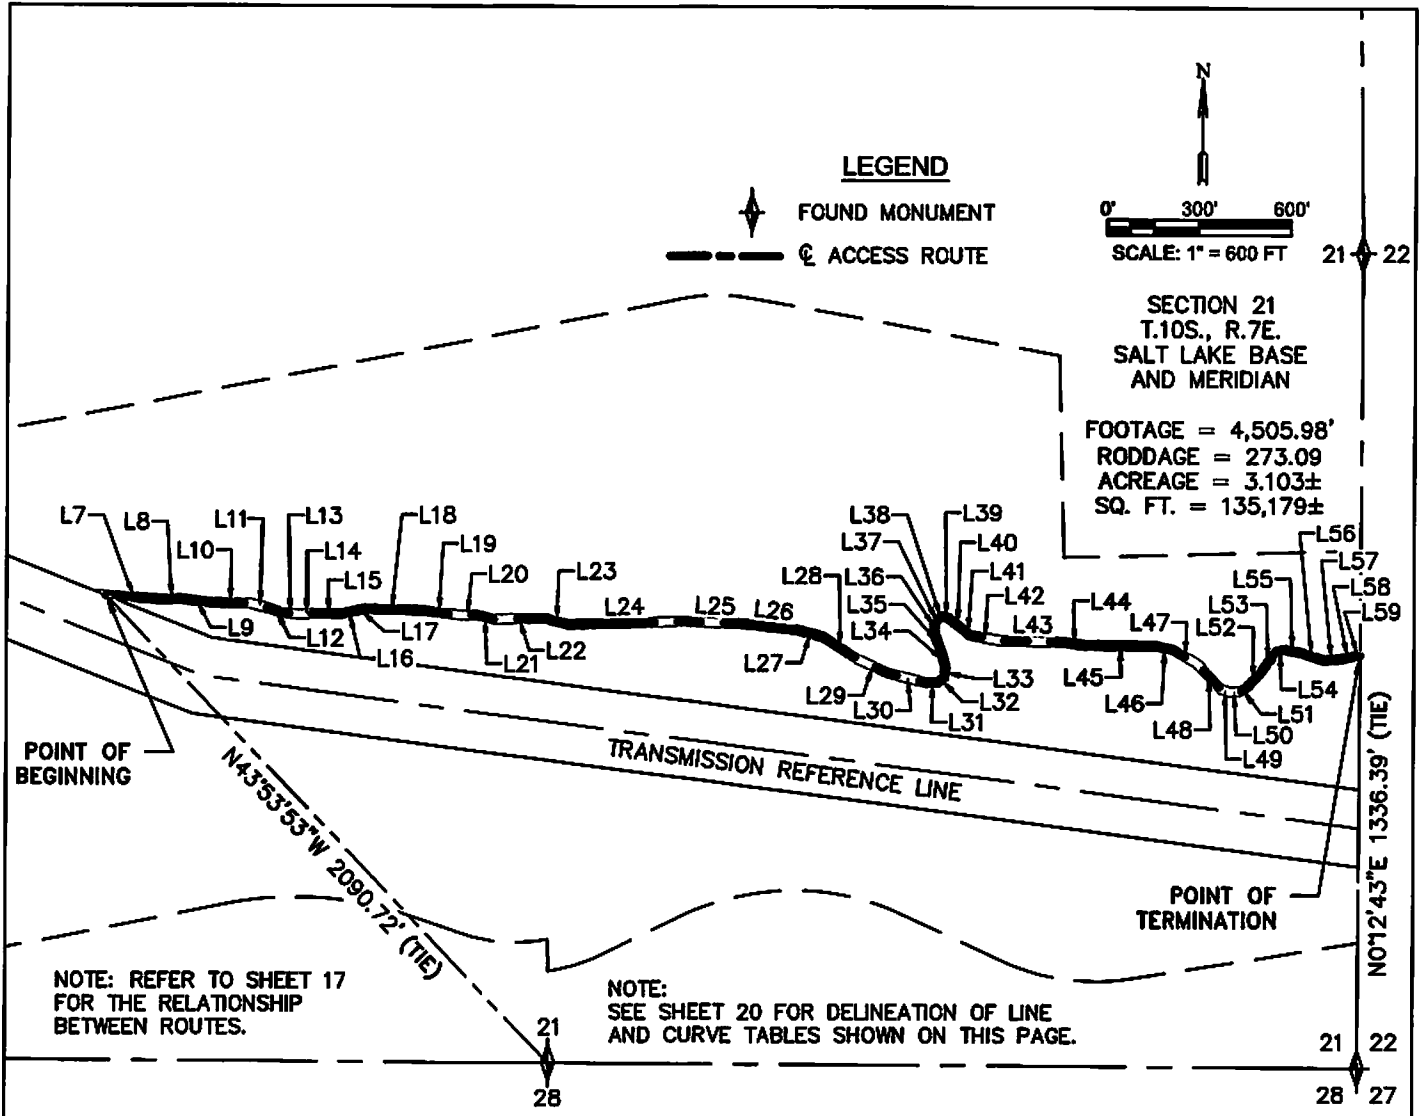 N
LEGEND
FOUND MONUMENT
℄ ACCESS ROUTE
0' 300' 600'
SCALE: 1" = 600 FT
21 22
SECTION 21
T.10S., R.7E.
SALT LAKE BASE
AND MERIDIAN
FOOTAGE = 4,505.98'
RODDAGE = 273.09
ACREAGE = 3.103±
SQ. FT. = 135,179±
L7
L8
L9
L10
L11
L12
L13
L14
L15
L16
L17
L18
L19
L20
L21
L22
L23
L24
L25
L26
L27
L28
L29
L30
L31
L32
L33
L34
L35
L36
L37
L38
L39
L40
L41
L42
L43
L44
L45
L46
L47
L48
L49
L50
L51
L52
L53
L54
L55
L56
L57
L58
L59
POINT OF
BEGINNING
N43°53'53"W 2090.72' (TIE)
TRANSMISSION REFERENCE LINE
POINT OF
TERMINATION
N0°12'43"E 1336.39' (TIE)
NOTE: REFER TO SHEET 17
FOR THE RELATIONSHIP
BETWEEN ROUTES.
NOTE:
SEE SHEET 20 FOR DELINEATION OF LINE
AND CURVE TABLES SHOWN ON THIS PAGE.
21
28
21 22
28 27